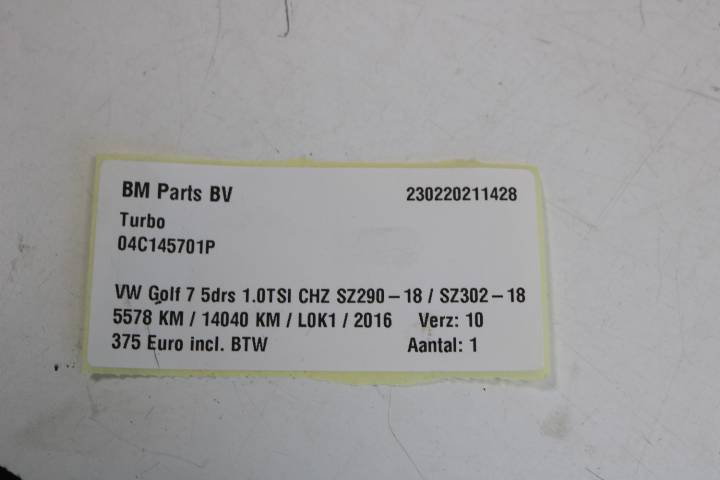 BM Parts BV 230220211428
Turbo
04C145701P
VW Golf 7 5drs 1.0TSI CHZ SZ290-18 / SZ302-18
5578 KM / 14040 KM / L0K1 / 2016 Verz: 10
375 Euro incl. BTW Aantal: 1